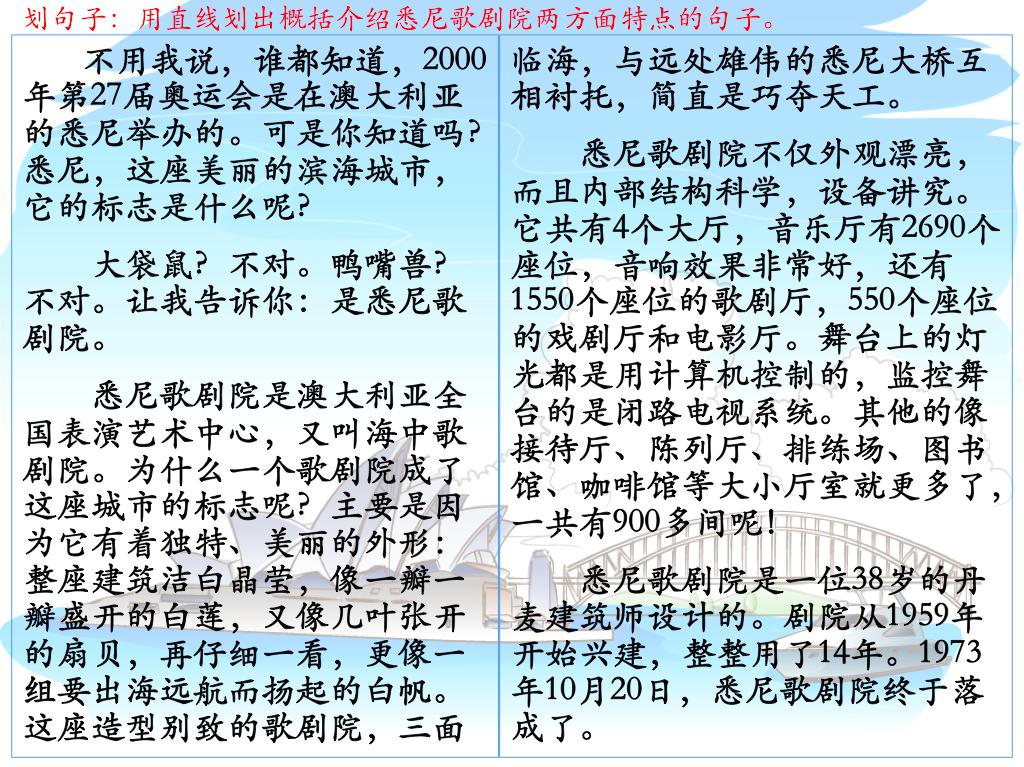 划句子：用直线划出概括介绍悉尼歌剧院两方面特点的句子。
不用我说，谁都知道，2000
年第27届奥运会是在澳大利亚
的悉尼举办的。可是你知道吗?
悉尼，这座美丽的滨海城市，
它的标志是什么呢?
大袋鼠? 不对。鸭嘴兽?
不对。让我告诉你：是悉尼歌
剧院。
悉尼歌剧院是澳大利亚全
国表演艺术中心，又叫海中歌
剧院。为什么一个歌剧院成了
这座城市的标志呢? 主要是因
为它有着独特、美丽的外形：
整座建筑洁白晶莹，像一瓣一
瓣盛开的白莲，又像几叶张开
的扇贝，再仔细一看，更像一
组要出海远航而扬起的白帆。
这座造型别致的歌剧院，三面
临海，与远处雄伟的悉尼大桥互
相衬托，简直是巧夺天工。
悉尼歌剧院不仅外观漂亮，
而且内部结构科学，设备讲究。
它共有4个大厅，音乐厅有2690个
座位，音响效果非常好，还有
1550个座位的歌剧厅，550个座位
的戏剧厅和电影厅。舞台上的灯
光都是用计算机控制的，监控舞
台的是闭路电视系统。其他的像
接待厅、陈列厅、排练场、图书
馆、咖啡馆等大小厅室就更多了，
一共有900多间呢!
悉尼歌剧院是一位38岁的丹
麦建筑师设计的。剧院从1959年
开始兴建，整整用了14年。1973
年10月20日，悉尼歌剧院终于落
成了。